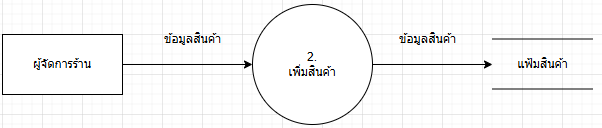 ข้อมูลสินค้า
ข้อมูลสินค้า
ผู้จัดการร้าน
2.
เพิ่มสินค้า
แฟ้มสินค้า